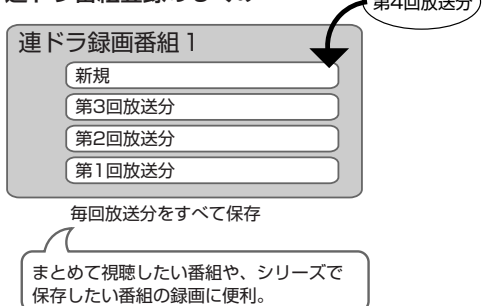 第4回放送分
連ドラ録画番組1
新規
第3回放送分
第2回放送分
第1回放送分
毎回放送分をすべて保存
まとめて視聴したい番組や、シリーズで
保存したい番組の録画に便利。